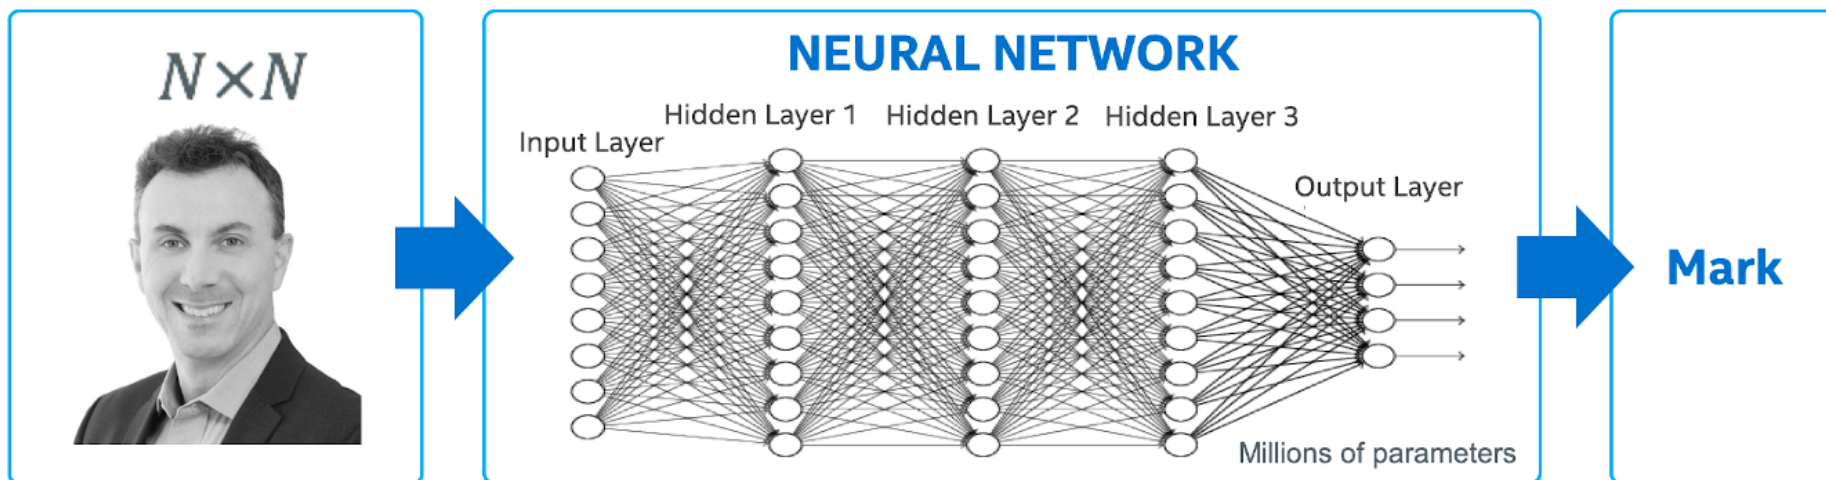 N×N
NEURAL NETWORK
Input Layer
Hidden Layer 1
Hidden Layer 2
Hidden Layer 3
Output Layer
Millions of parameters
Mark